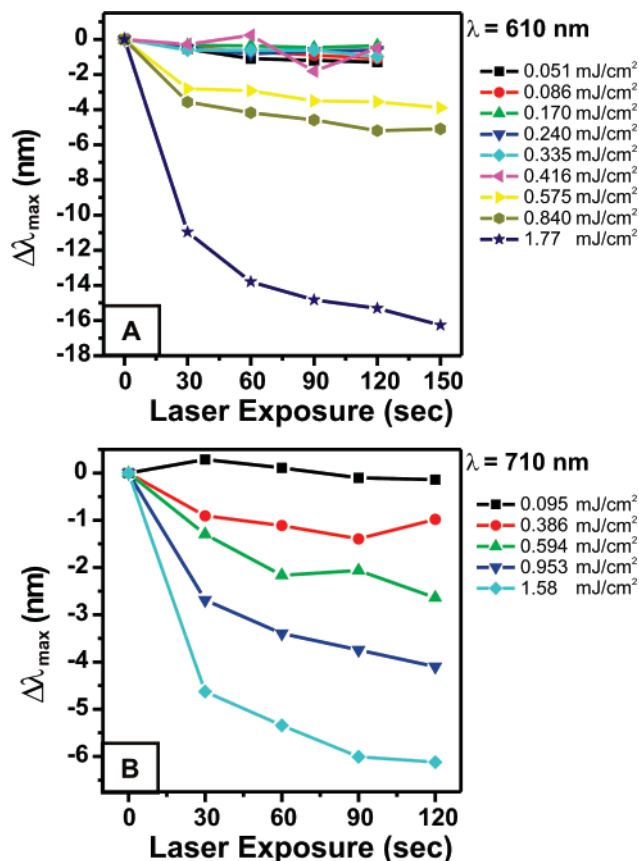 λ = 610 nm
0
-2
-4
-6
-8
-10
-12
-14
-16
-18
Δλmax (nm)
0.051 mJ/cm²
0.086 mJ/cm²
0.170 mJ/cm²
0.240 mJ/cm²
0.335 mJ/cm²
0.416 mJ/cm²
0.575 mJ/cm²
0.840 mJ/cm²
1.77 mJ/cm²
A
0 30 60 90 120 150
Laser Exposure (sec)
λ = 710 nm
0
-1
-2
-3
-4
-5
-6
Δλmax (nm)
0.095 mJ/cm²
0.386 mJ/cm²
0.594 mJ/cm²
0.953 mJ/cm²
1.58 mJ/cm²
B
0 30 60 90 120
Laser Exposure (sec)